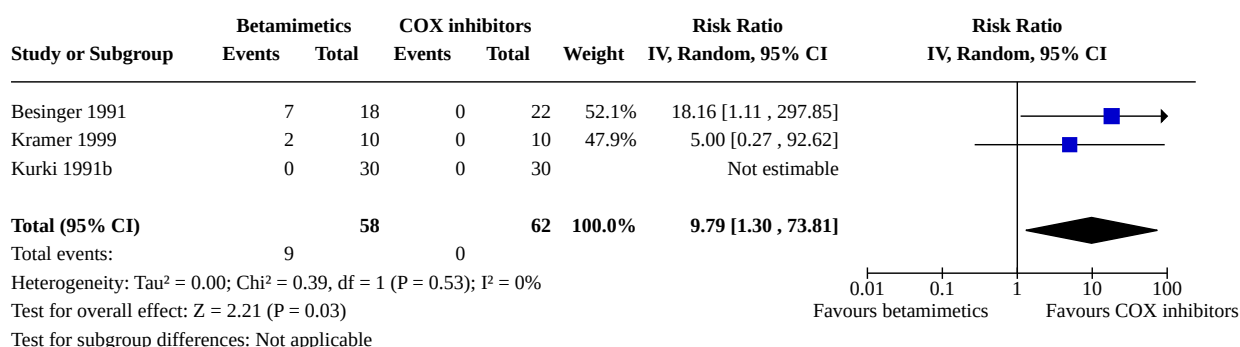 Betamimetics COX inhibitors Risk Ratio Risk Ratio
Study or Subgroup Events Total Events Total Weight IV, Random, 95% CI IV, Random, 95% CI
Besinger 1991 7 18 0 22 52.1% 18.16 [1.11 , 297.85]
Kramer 1999 2 10 0 10 47.9% 5.00 [0.27 , 92.62]
Kurki 1991b 0 30 0 30 Not estimable
Total (95% CI) 58 62 100.0% 9.79 [1.30 , 73.81]
Total events: 9 0
Heterogeneity: Tau² = 0.00; Chi² = 0.39, df = 1 (P = 0.53); I² = 0%
0.01 0.1 1 10 100
Test for overall effect: Z = 2.21 (P = 0.03)
Favours betamimetics Favours COX inhibitors
Test for subgroup differences: Not applicable